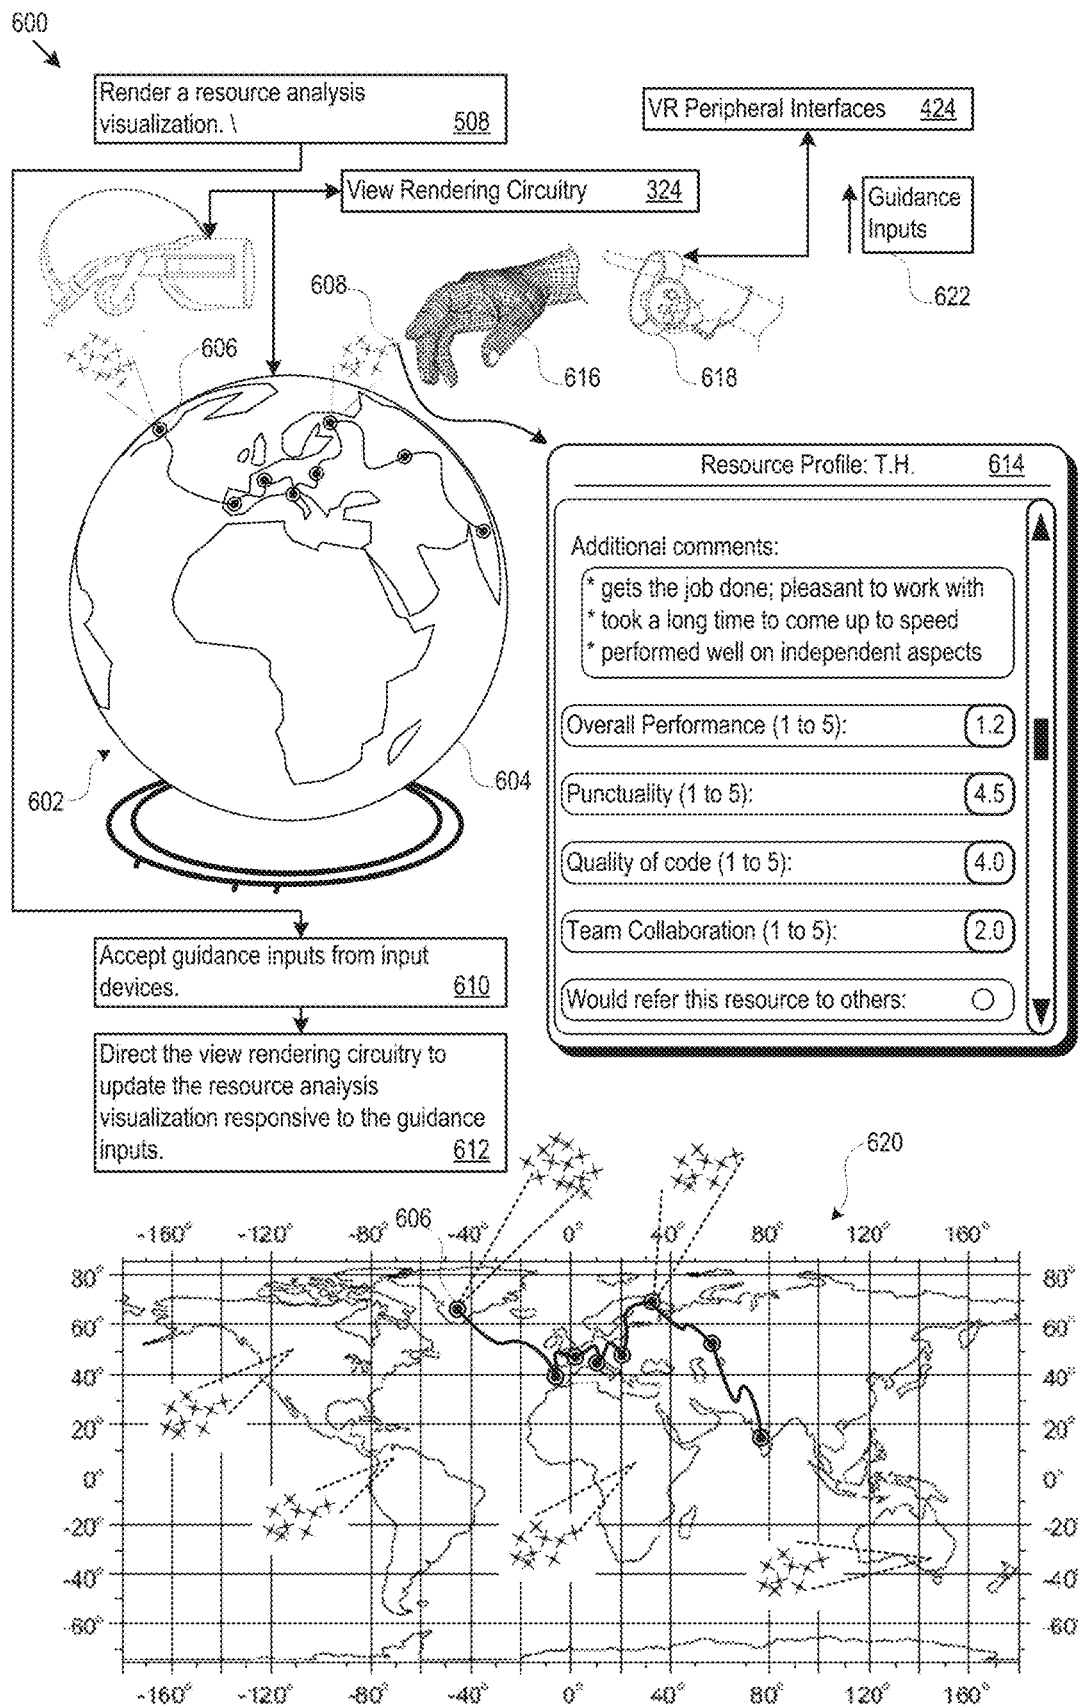 600
Render a resource analysis
visualization. \ 508
VR Peripheral Interfaces 424
View Rendering Circuitry 324
Guidance
Inputs
622
608
606
616
618
Resource Profile: T.H. 614
Additional comments:
* gets the job done; pleasant to work with
* took a long time to come up to speed
* performed well on independent aspects
Overall Performance (1 to 5): 1.2
Punctuality (1 to 5): 4.5
Quality of code (1 to 5): 4.0
Team Collaboration (1 to 5): 2.0
Would refer this resource to others:
602
604
Accept guidance inputs from input
devices. 610
Direct the view rendering circuitry to
update the resource analysis
visualization responsive to the guidance
inputs. 612
620
606
-160° -120° -80° -40° 0° 40° 80° 120° 160°
80° 80°
60° 60°
40° 40°
20° 20°
0° 0°
-20° -20°
-40° -40°
-60° -60°
-160° -120° -80° -40° 0° 40° 80° 120° 160°